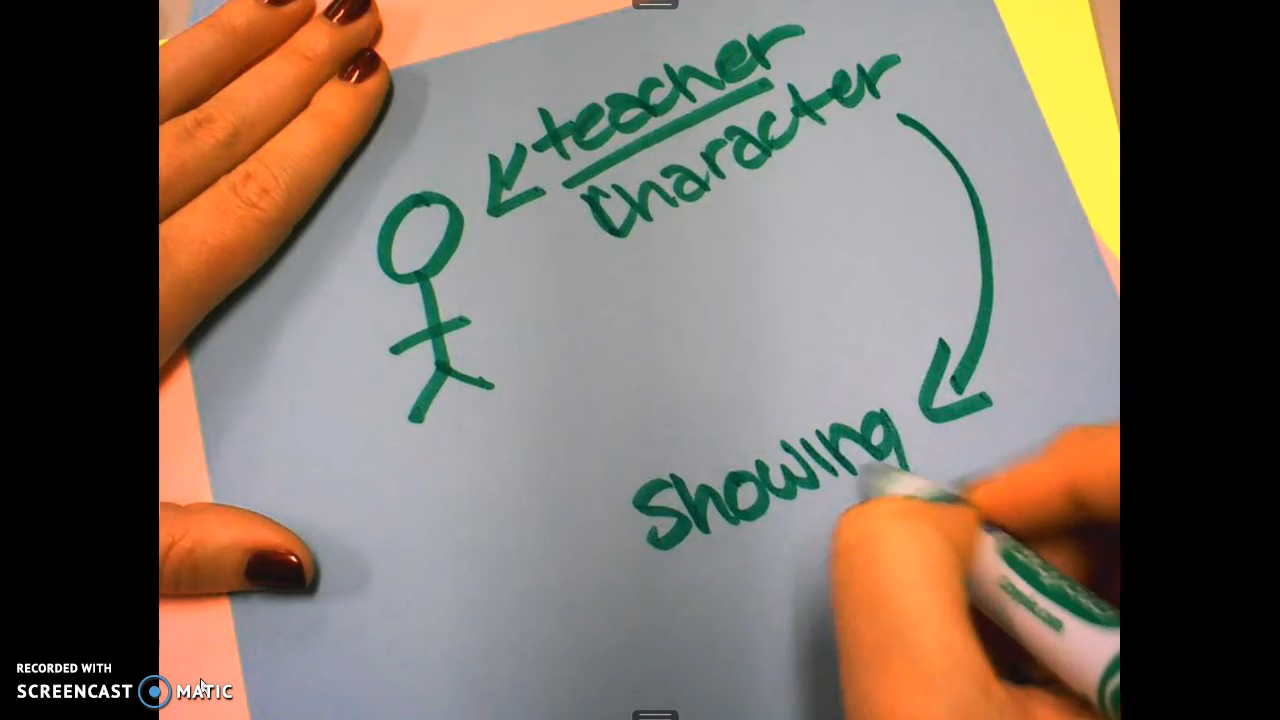 teacher
Character
showing
RECORDED WITH
SCREENCAST MATIC